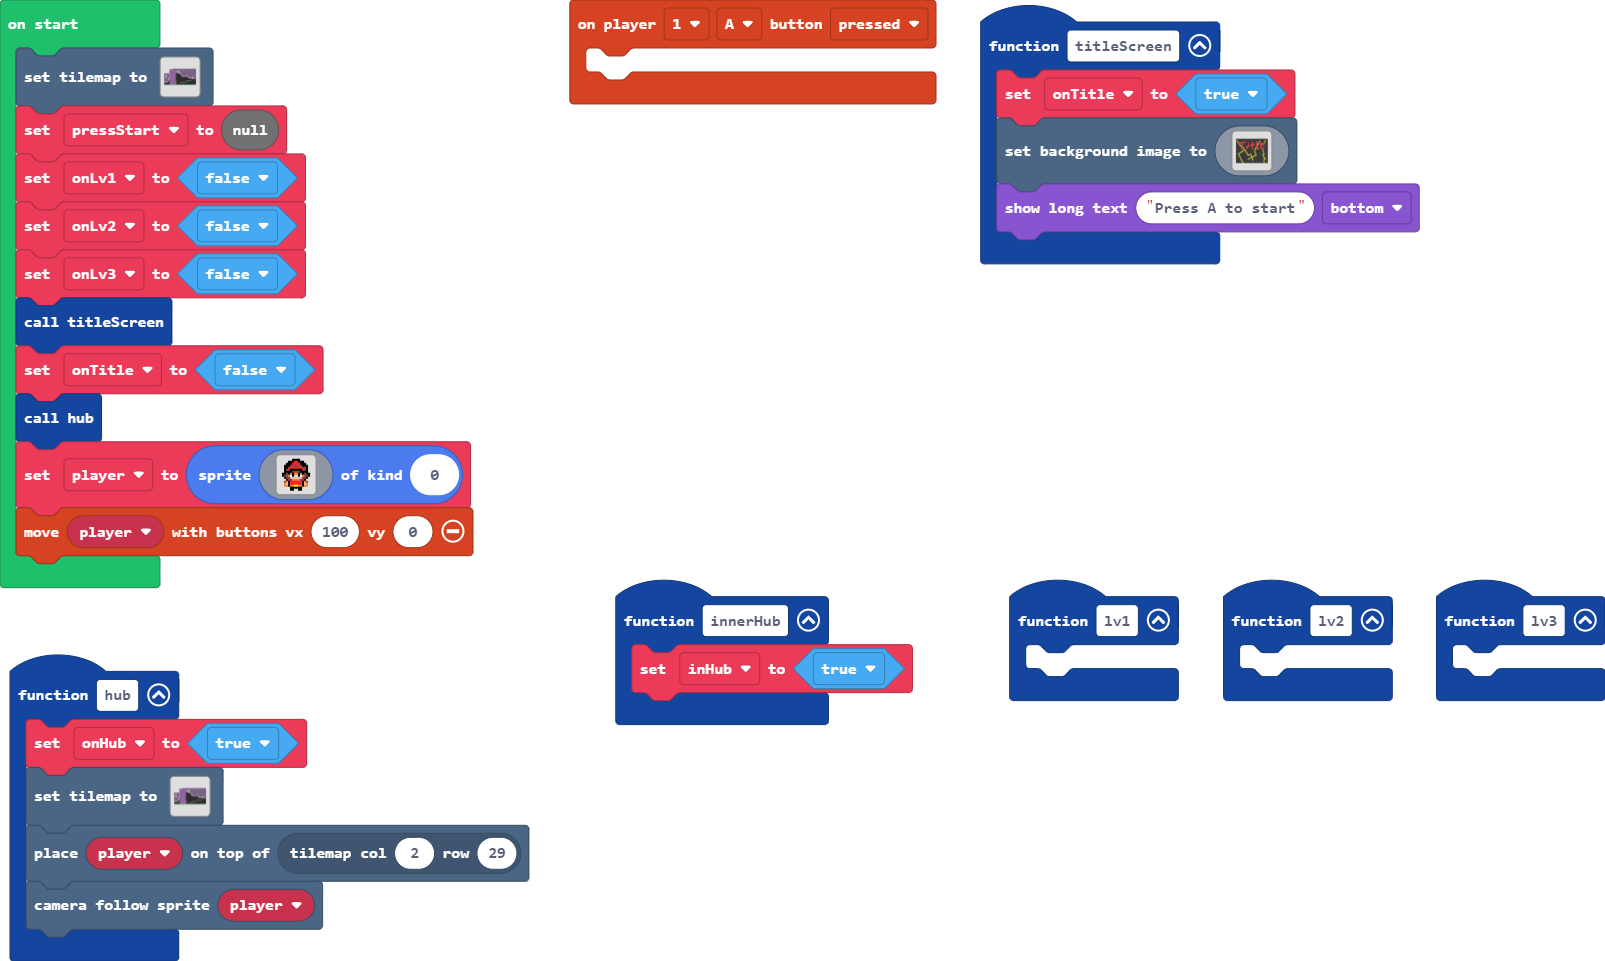 on start
set tilemap to
set pressStart to null
set onLv1 to false
set onLv2 to false
set onLv3 to false
call titleScreen
set onTitle to false
call hub
set player to sprite of kind 0
move player with buttons vx 100 vy 0
on player 1 A button pressed
function titleScreen
set onTitle to true
set background image to
show long text "Press A to start" bottom
function hub
set onHub to true
set tilemap to
place player on top of tilemap col 2 row 29
camera follow sprite player
function innerHub
set inHub to true
function lv1
function lv2
function lv3